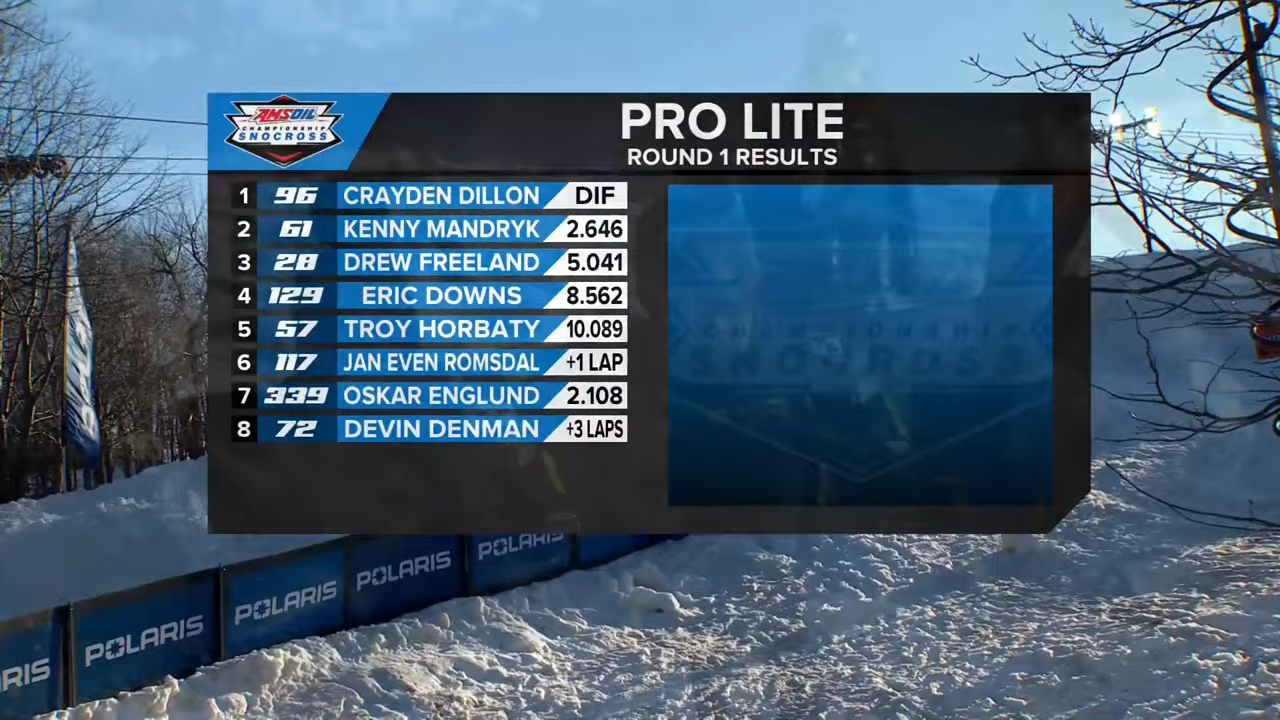 AMSOIL
CHAMPIONSHIP
SNOCROSS
PRO LITE
ROUND 1 RESULTS
1 96 CRAYDEN DILLON DIF
2 61 KENNY MANDRYK 2.646
3 28 DREW FREELAND 5.041
4 129 ERIC DOWNS 8.562
5 57 TROY HORBATY 10.089
6 117 JAN EVEN ROMSDAL +1 LAP
7 339 OSKAR ENGLUND 2.108
8 72 DEVIN DENMAN +3 LAPS
CHAMPIONSHIP
SNOCROSS
RIS POLARIS POLARIS POLARIS POLARIS